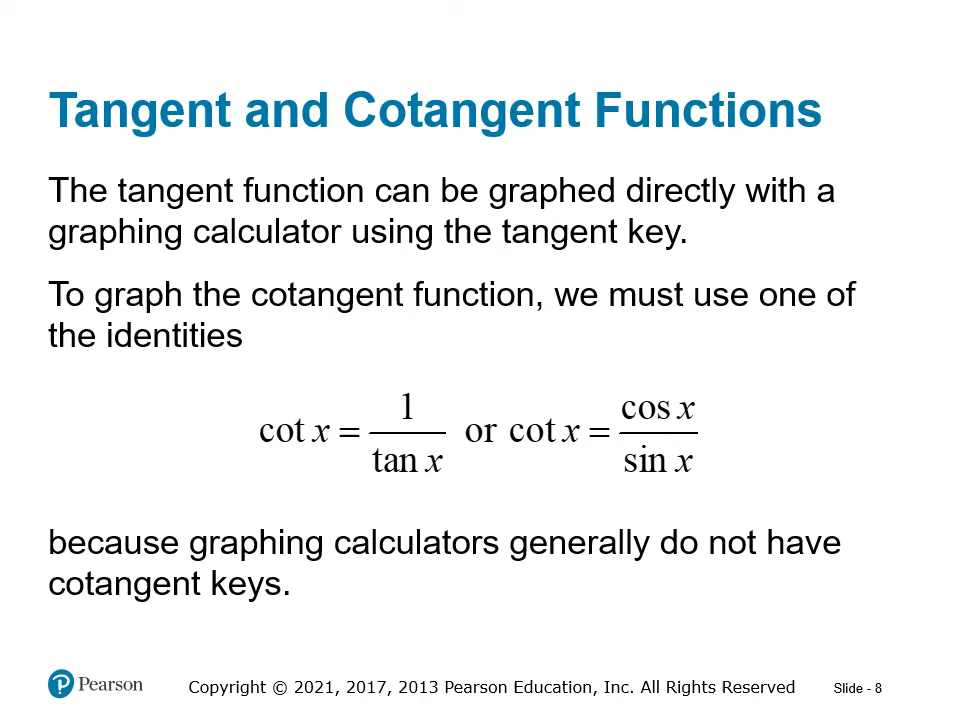 Tangent and Cotangent Functions
The tangent function can be graphed directly with a
graphing calculator using the tangent key.
To graph the cotangent function, we must use one of
the identities
cot x = 1/tan x or cot x = cos x/sin x
because graphing calculators generally do not have
cotangent keys.
P Pearson
Copyright © 2021, 2017, 2013 Pearson Education, Inc. All Rights Reserved
Slide - 8